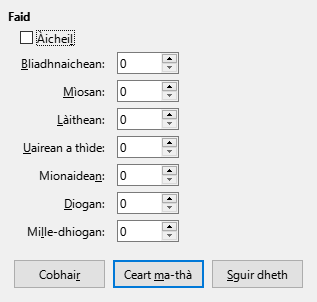 Faid
Àicheil
Bliadhnaichean: 0
Mìosan: 0
Làithean: 0
Uairean a thìde: 0
Mionaidean: 0
Diogan: 0
Mille-dhiogan: 0
Cobhair Ceart ma-thà Sguir dheth